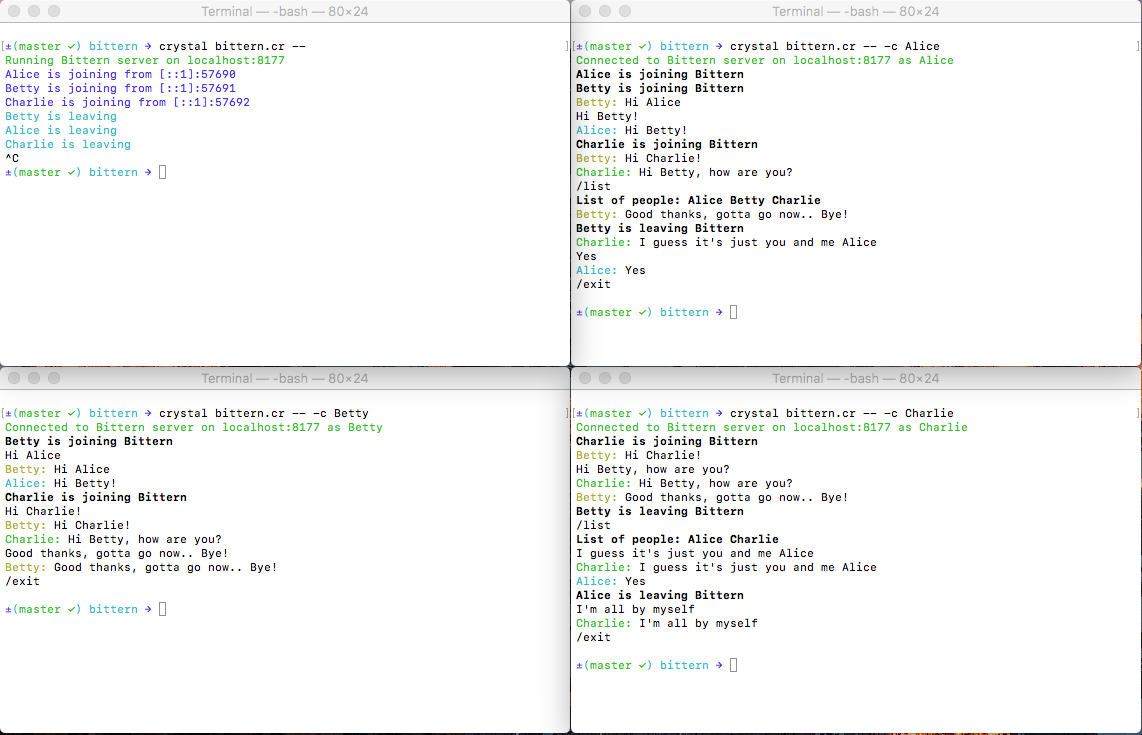 Terminal — -bash — 80×24
[±(master ✓) bittern → crystal bittern.cr -- ]
Running Bittern server on localhost:8177
Alice is joining from [::1]:57690
Betty is joining from [::1]:57691
Charlie is joining from [::1]:57692
Betty is leaving
Alice is leaving
Charlie is leaving
^C
±(master ✓) bittern →
Terminal — -bash — 80×24
[±(master ✓) bittern → crystal bittern.cr -- -c Alice ]
Connected to Bittern server on localhost:8177 as Alice
Alice is joining Bittern
Betty is joining Bittern
Betty: Hi Alice
Hi Betty!
Alice: Hi Betty!
Charlie is joining Bittern
Betty: Hi Charlie!
Charlie: Hi Betty, how are you?
/list
List of people: Alice Betty Charlie
Betty: Good thanks, gotta go now.. Bye!
Betty is leaving Bittern
Charlie: I guess it's just you and me Alice
Yes
Alice: Yes
/exit
±(master ✓) bittern →
Terminal — -bash — 80×24
[±(master ✓) bittern → crystal bittern.cr -- -c Betty ]
Connected to Bittern server on localhost:8177 as Betty
Betty is joining Bittern
Hi Alice
Betty: Hi Alice
Alice: Hi Betty!
Charlie is joining Bittern
Hi Charlie!
Betty: Hi Charlie!
Charlie: Hi Betty, how are you?
Good thanks, gotta go now.. Bye!
Betty: Good thanks, gotta go now.. Bye!
/exit
±(master ✓) bittern →
Terminal — -bash — 80×24
[±(master ✓) bittern → crystal bittern.cr -- -c Charlie ]
Connected to Bittern server on localhost:8177 as Charlie
Charlie is joining Bittern
Betty: Hi Charlie!
Hi Betty, how are you?
Charlie: Hi Betty, how are you?
Betty: Good thanks, gotta go now.. Bye!
Betty is leaving Bittern
/list
List of people: Alice Charlie
I guess it's just you and me Alice
Charlie: I guess it's just you and me Alice
Alice: Yes
Alice is leaving Bittern
I'm all by myself
Charlie: I'm all by myself
/exit
±(master ✓) bittern →